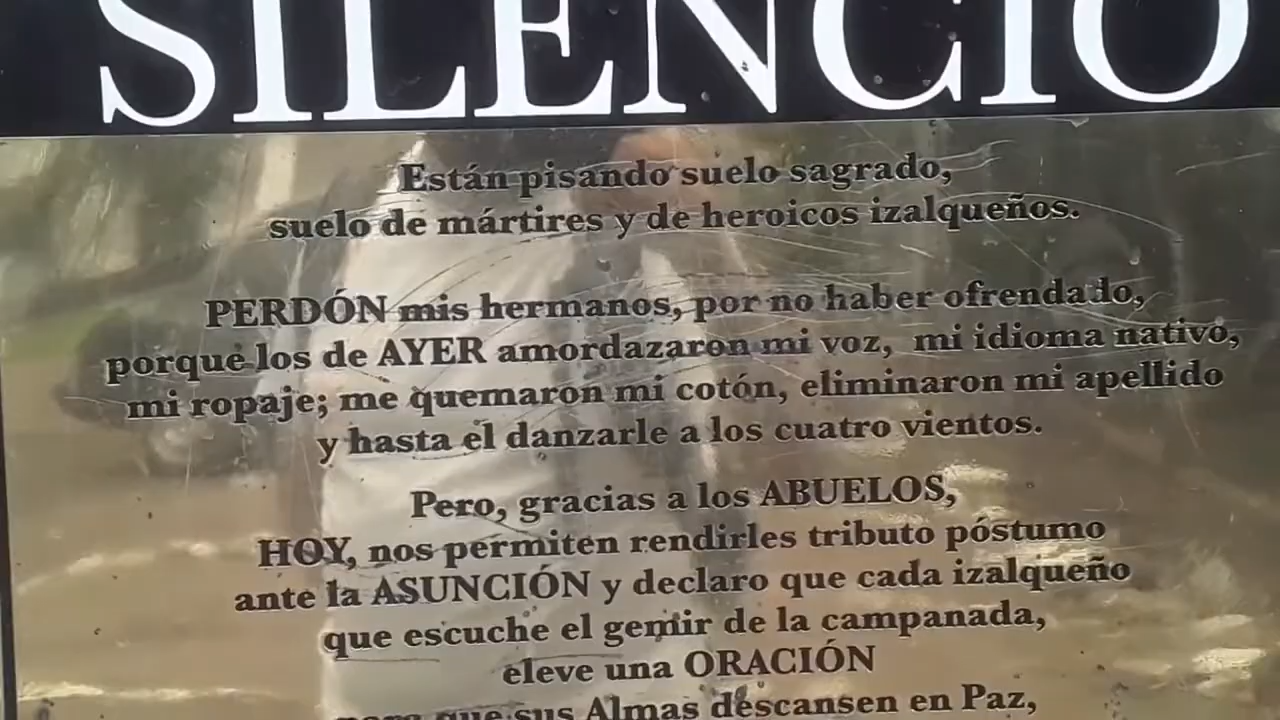 SILENCIO
Están pisando suelo sagrado,
suelo de mártires y de heroicos izalqueños.
PERDÓN mis hermanos, por no haber ofrendado,
porque los de AYER amordazaron mi voz, mi idioma nativo,
mi ropaje; me quemaron mi cotón, eliminaron mi apellido
y hasta el danzarle a los cuatro vientos.
Pero, gracias a los ABUELOS,
HOY, nos permiten rendirles tributo póstumo
ante la ASUNCIÓN y declaro que cada izalqueño
que escuche el gemir de la campanada,
eleve una ORACIÓN
para que sus Almas descansen en Paz,